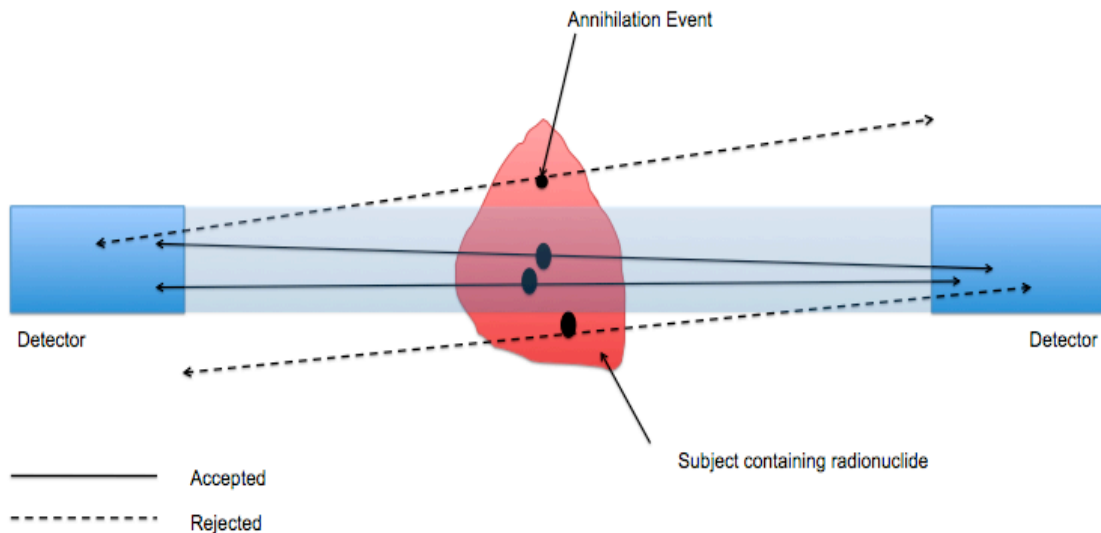 Annihilation Event
Detector
Detector
Subject containing radionuclide
Accepted
Rejected